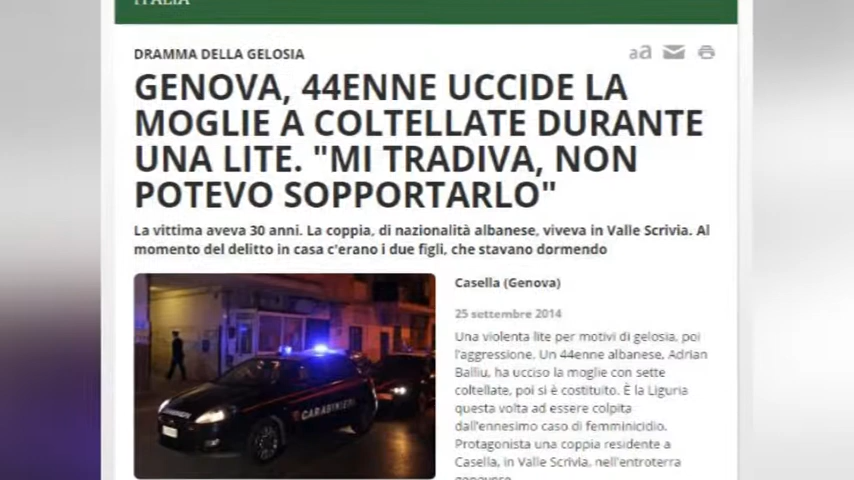 ITALIA
DRAMMA DELLA GELOSIA
aa
GENOVA, 44ENNE UCCIDE LA
MOGLIE A COLTELLATE DURANTE
UNA LITE. "MI TRADIVA, NON
POTEVO SOPPORTARLO"
La vittima aveva 30 anni. La coppia, di nazionalità albanese, viveva in Valle Scrivia. Al
momento del delitto in casa c'erano i due figli, che stavano dormendo
Casella (Genova)
25 settembre 2014
Una violenta lite per motivi di gelosia, poi
l'aggressione. Un 44enne albanese, Adrian
Balliu, ha ucciso la moglie con sette
coltellate, poi si è costituito. È la Liguria
questa volta ad essere colpita
dall'ennesimo caso di femminicidio.
Protagonista una coppia residente a
Casella, in Valle Scrivia, nell'entroterra
genovese.
CARABINIERI